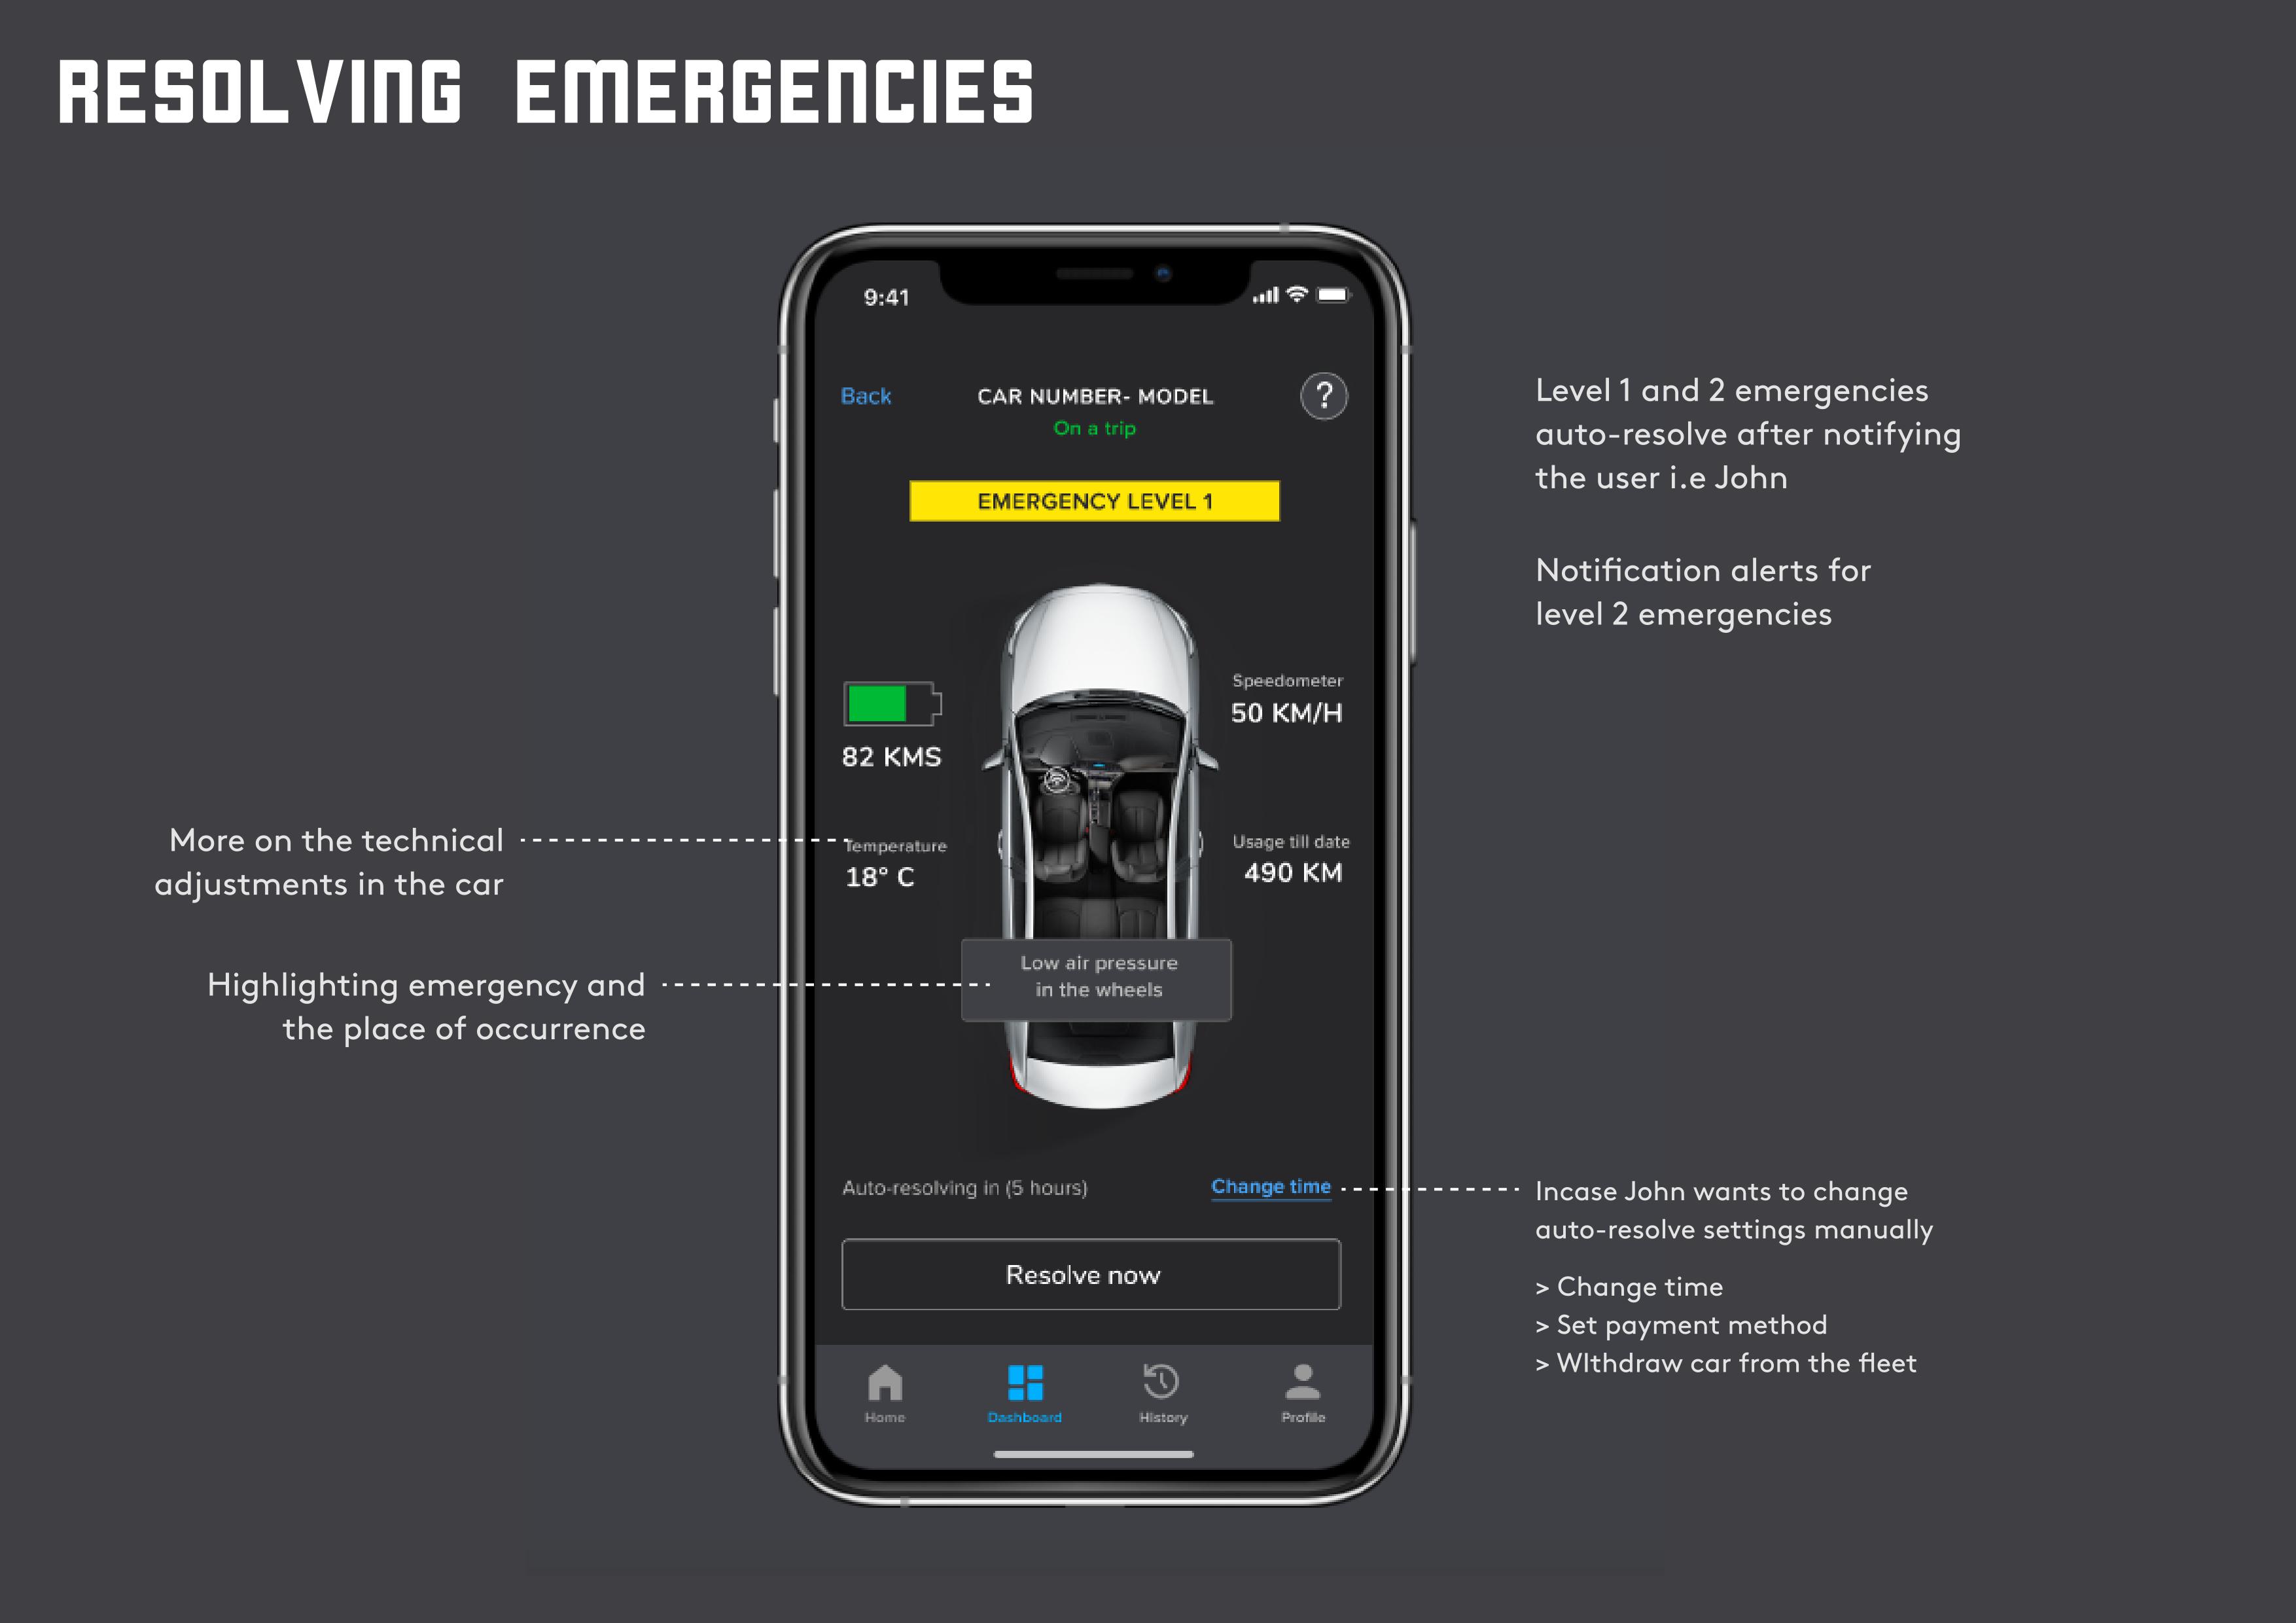 RESOLVING EMERGENCIES
9:41
Back
CAR NUMBER- MODEL
?
On a trip
EMERGENCY LEVEL 1
82 KMS
Speedometer
50 KM/H
Temperature
18° C
Usage till date
490 KM
Low air pressure
in the wheels
Auto-resolving in (5 hours)
Change time
Resolve now
Home
Dashboard
History
Profile
More on the technical
adjustments in the car
Highlighting emergency and
the place of occurrence
Level 1 and 2 emergencies
auto-resolve after notifying
the user i.e John
Notification alerts for
level 2 emergencies
Incase John wants to change
auto-resolve settings manually
> Change time
> Set payment method
> WIthdraw car from the fleet